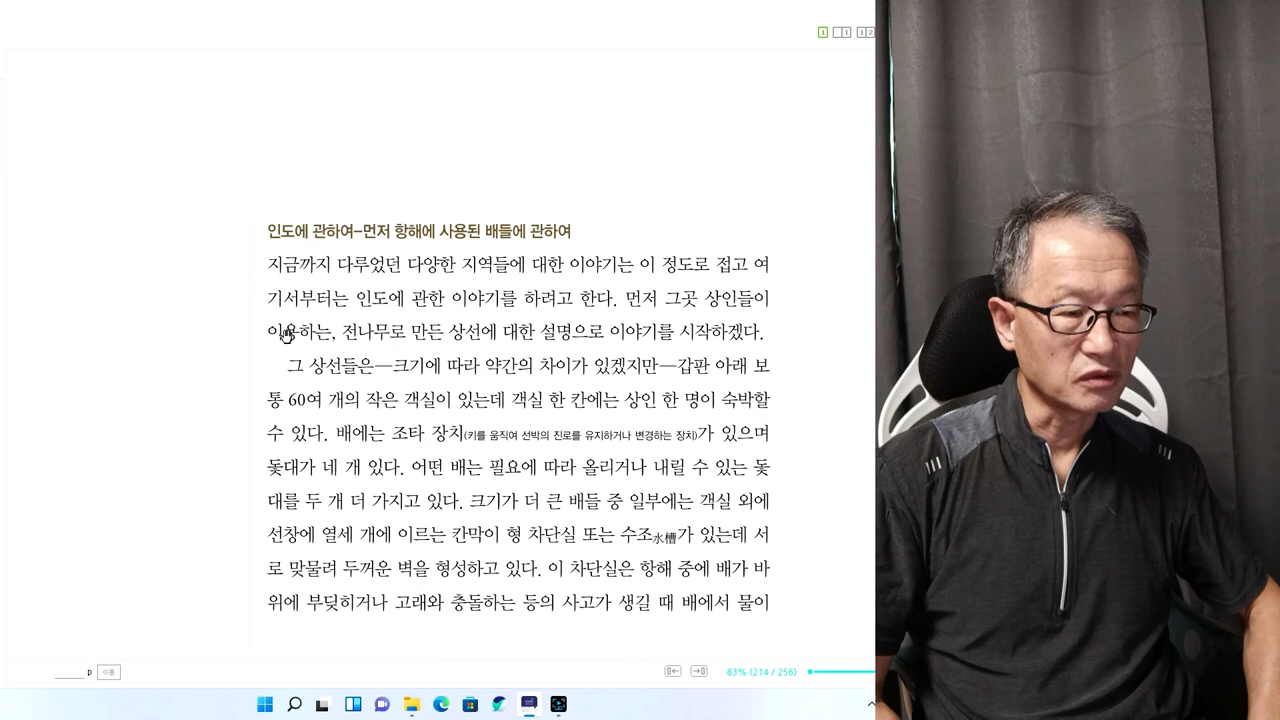 1 1 12
인도에 관하여–먼저 항해에 사용된 배들에 관하여
지금까지 다루었던 다양한 지역들에 대한 이야기는 이 정도로 접고 여
기서부터는 인도에 관한 이야기를 하려고 한다. 먼저 그곳 상인들이
이용하는, 전나무로 만든 상선에 대한 설명으로 이야기를 시작하겠다.
그 상선들은—크기에 따라 약간의 차이가 있겠지만—갑판 아래 보
통 60여 개의 작은 객실이 있는데 객실 한 칸에는 상인 한 명이 숙박할
수 있다. 배에는 조타 장치(키를 움직여 선박의 진로를 유지하거나 변경하는 장치)가 있으며
돛대가 네 개 있다. 어떤 배는 필요에 따라 올리거나 내릴 수 있는 돛
대를 두 개 더 가지고 있다. 크기가 더 큰 배들 중 일부에는 객실 외에
선창에 열세 개에 이르는 칸막이 형 차단실 또는 수조水槽가 있는데 서
로 맞물려 두꺼운 벽을 형성하고 있다. 이 차단실은 항해 중에 배가 바
위에 부딪히거나 고래와 충돌하는 등의 사고가 생길 때 배에서 물이
p 이동 83% (214 / 256)